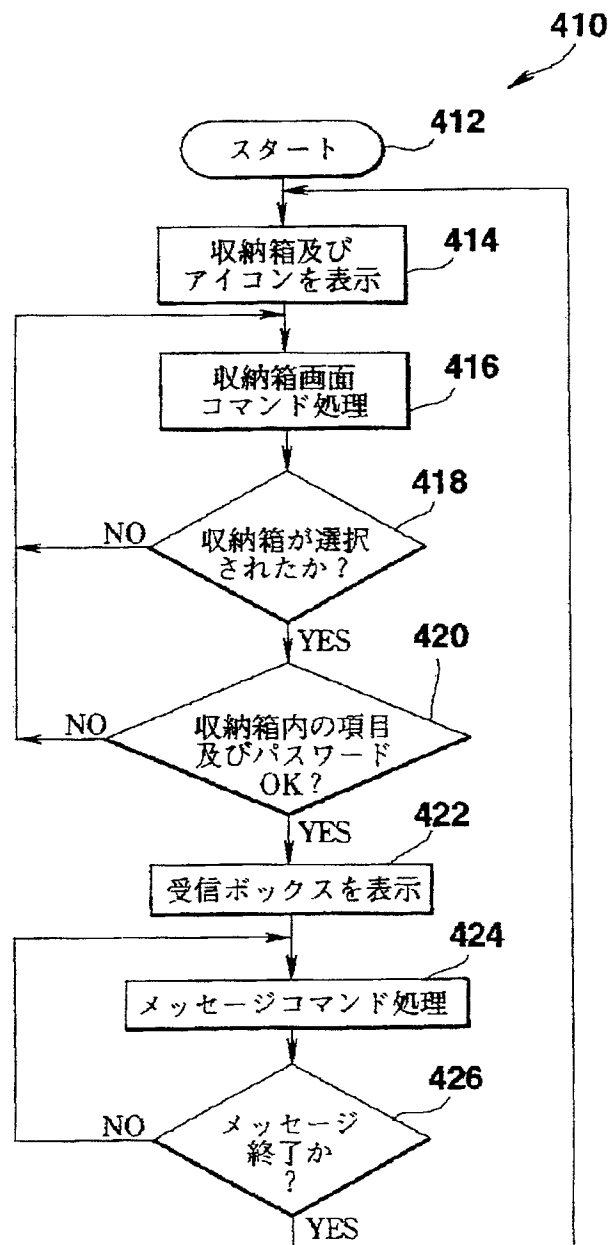 410
412
スタート
収納箱及び
アイコンを表示
414
収納箱画面
コマンド処理
416
418
NO
収納箱が選択
されたか?
YES
420
NO
収納箱内の項目
及びパスワード
OK?
YES
422
受信ボックスを表示
424
メッセージコマンド処理
426
NO
メッセージ
終了か
?
YES